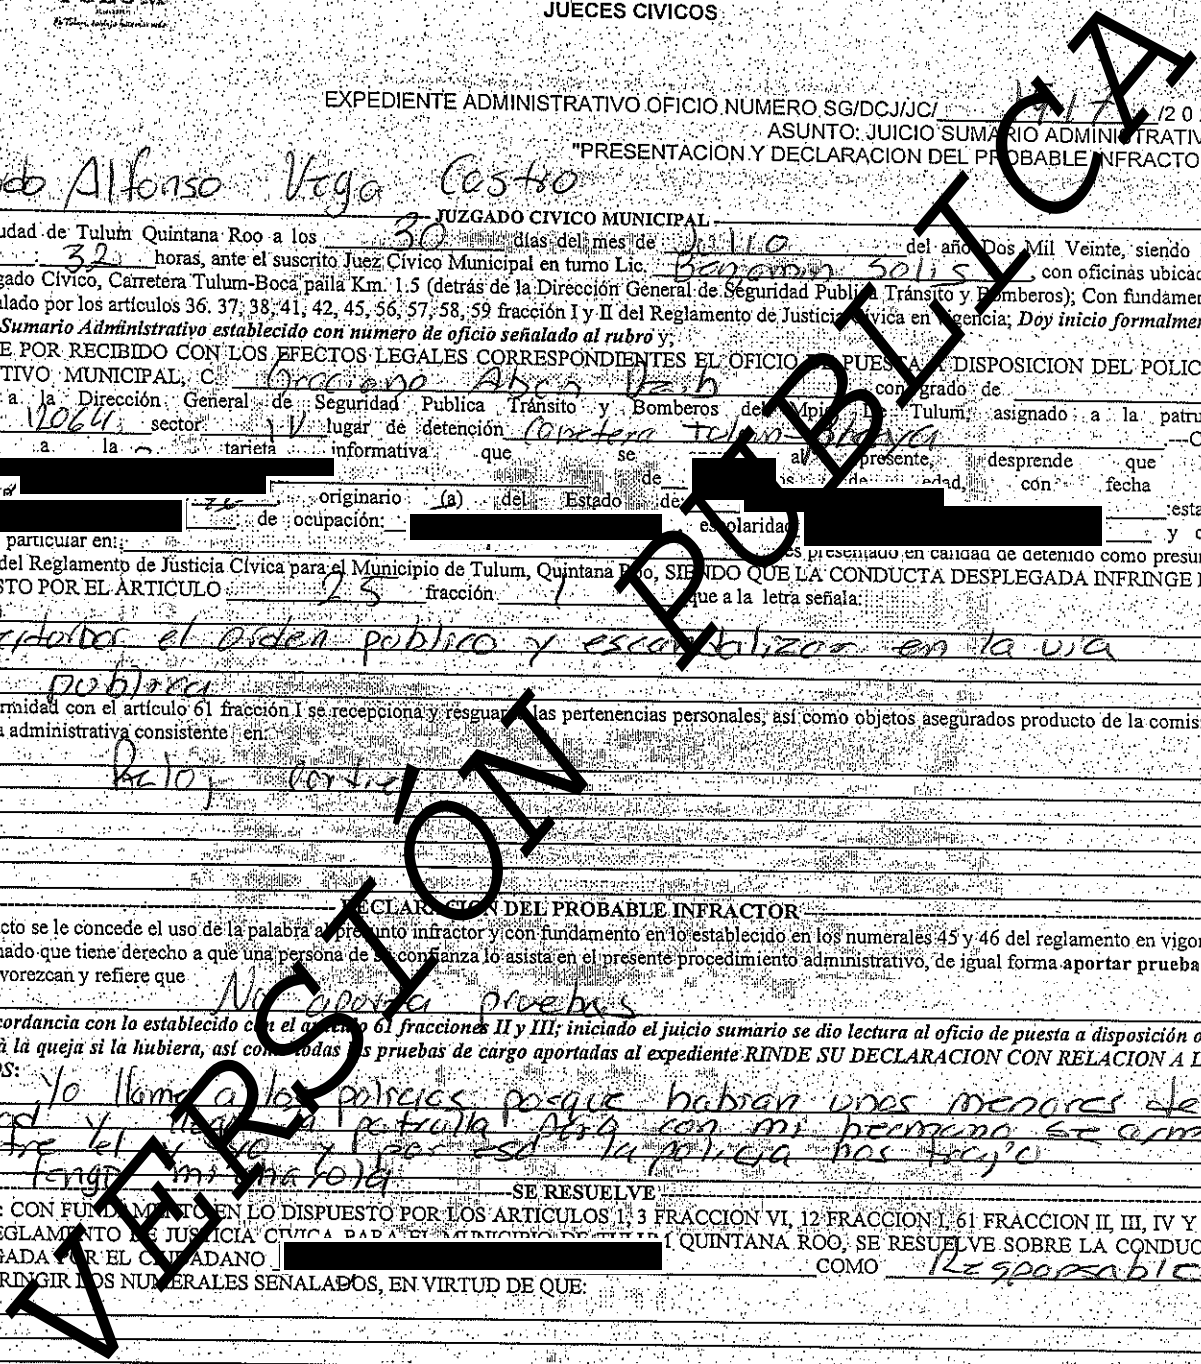 JUECES CIVICOS
EXPEDIENTE ADMINISTRATIVO OFICIO NUMERO SG/DCJ/JC/ /20
ASUNTO: JUICIO SUMARIO ADMINISTRATIV
"PRESENTACION Y DECLARACION DEL PROBABLE INFRACTO
do Alfonso Vega Castro
JUZGADO CIVICO MUNICIPAL
udad de Tulum Quintana Roo a los 30 días del mes de Julio del año Dos Mil Veinte, siendo
: 32 horas, ante el suscrito Juez Cívico Municipal en turno Lic. Solis, con oficinas ubicad
gado Cívico, Carretera Tulum-Boca paila Km. 1.5 (detrás de la Dirección General de Seguridad Publica Tránsito y Bomberos); Con fundamen
alado por los artículos 36. 37, 38, 41, 42, 45, 56, 57, 58, 59 fracción I y II del Reglamento de Justicia Cívica en Vigencia; Doy inicio formalmen
Sumario Administrativo establecido con numero de oficio señalado al rubro y;
E POR RECIBIDO CON LOS EFECTOS LEGALES CORRESPONDIENTES EL OFICIO DE PUESTA A DISPOSICION DEL POLIC
TIVO MUNICIPAL, C. con grado de
a la Dirección General de Seguridad Publica Tránsito y Bomberos del Mpio. De Tulum, asignado a la patru
12064, sector IV lugar de detención Carretera Tulum-
a la tarjeta informativa que se al presente, desprende que
de edad, con fecha
originario (a) del Estado de: esta
de ocupación: escolaridad y c
particular en: es presentado en calidad de detenido como presun
del Reglamento de Justicia Cívica para el Municipio de Tulum, Quintana Roo, SIENDO QUE LA CONDUCTA DESPLEGADA INFRINGE
STO POR EL ARTICULO 25 fracción 1 que a la letra señala:
el orden publico y escandalizar en la via
publica
rmidad con el artículo 61 fracción I se recepciona y resguarda las pertenencias personales, así como objetos asegurados producto de la comis
a administrativa consistente en:
DECLARACION DEL PROBABLE INFRACTOR
cto se le concede el uso de la palabra al presunto infractor y con fundamento en lo establecido en los numerales 45 y 46 del reglamento en vigor
nado que tiene derecho a que una persona de su confianza lo asista en el presente procedimiento administrativo, de igual forma aportar prueba
vorezcan y refiere que No aporta pruebas
cordancia con lo establecido con el artículo 61 fracciones II y III; iniciado el juicio sumario se dio lectura al oficio de puesta a disposición o
à la queja si la hubiera, así como todas las pruebas de cargo aportadas al expediente RINDE SU DECLARACION CON RELACION A L
OS: Yo llame a los policias porque habian unos menores de
y patrulla pero con mi hermano se
tre el y yo y por eso la policia nos trajo
tengo
SE RESUELVE
: CON FUNDAMENTO EN LO DISPUESTO POR LOS ARTICULOS 1, 3 FRACCION VI, 12 FRACCION I, 61 FRACCION II, III, IV Y
EGLAMENTO DE JUSTICIA CIVICA PARA EL MUNICIPIO DE TULUM QUINTANA ROO, SE RESUELVE SOBRE LA CONDUC
GADA POR EL CIUDADANO COMO Responsable
RINGIR LOS NUMERALES SEÑALADOS, EN VIRTUD DE QUE:
VERSIÓN PUBLICA